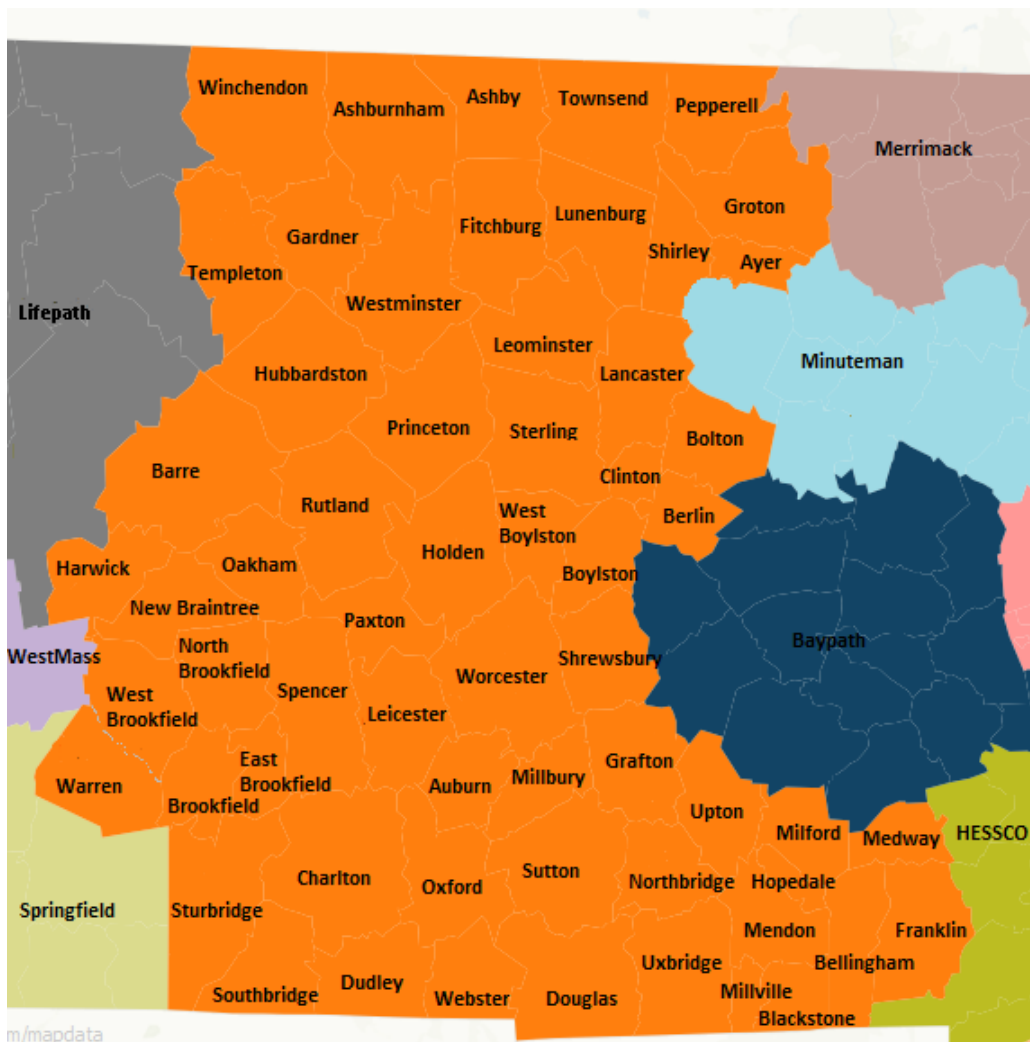 Winchendon
Ashburnham
Ashby
Townsend
Pepperell
Merrimack
Groton
Lunenburg
Fitchburg
Gardner
Shirley
Ayer
Templeton
Westminster
Lifepath
Leominster
Minuteman
Hubbardston
Lancaster
Princeton
Sterling
Bolton
Barre
Clinton
Rutland
West
Boylston
Berlin
Holden
Oakham
Harwick
Boylston
New Braintree
Paxton
Baypath
North
Brookfield
WestMass
Shrewsbury
Worcester
Spencer
West
Brookfield
Leicester
Grafton
East
Brookfield
Warren
Auburn
Millbury
Brookfield
Upton
Milford
Medway
HESSCO
Sutton
Charlton
Oxford
Northbridge
Hopedale
Springfield
Sturbridge
Mendon
Franklin
Uxbridge
Bellingham
Dudley
Southbridge
Webster
Douglas
Millville
Blackstone
m/mapdata